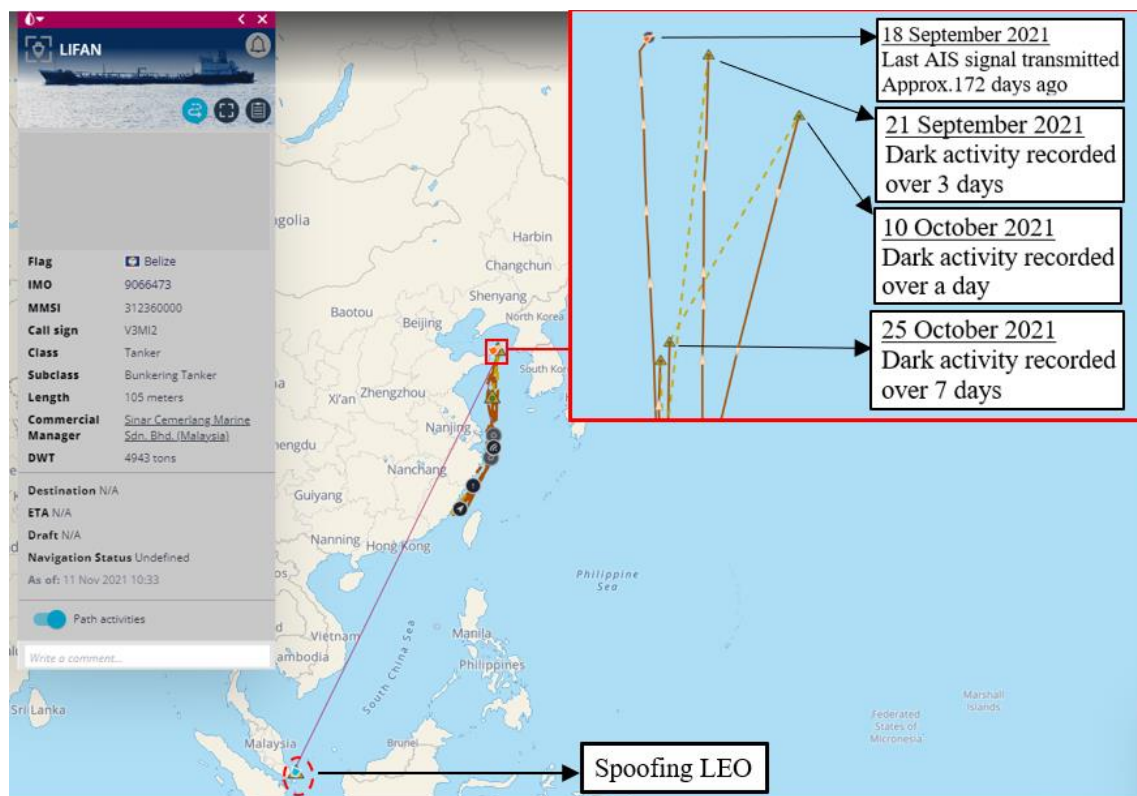 LIFAN
Flag Belize
IMO 9066473
MMSI 312360000
Call sign V3MI2
Class Tanker
Subclass Bunkering Tanker
Length 105 meters
Commercial Sinar Cemerlang Marine
Manager Sdn. Bhd. (Malaysia)
DWT 4943 tons
Destination N/A
ETA N/A
Draft N/A
Navigation Status Undefined
As of: 11 Nov 2021 10:33
Path activities
Write a comment...
18 September 2021
Last AIS signal transmitted
Approx.172 days ago
21 September 2021
Dark activity recorded
over 3 days
10 October 2021
Dark activity recorded
over a day
25 October 2021
Dark activity recorded
over 7 days
ngolia
Harbin
Changchun
Shenyang
Baotou
Beijing
North Korea
South Kor
Xi'an
Zhengzhou
Nanjing
hengdu
Nanchang
Guiyang
Nanning
Hong Kong
Philippine
Sea
Vietnam
ambodia
South China Sea
Manila
Philippines
Sri Lanka
Malaysia
Brunei
Marshall
Islands
Federated
States of
Micronesia
Spoofing LEO